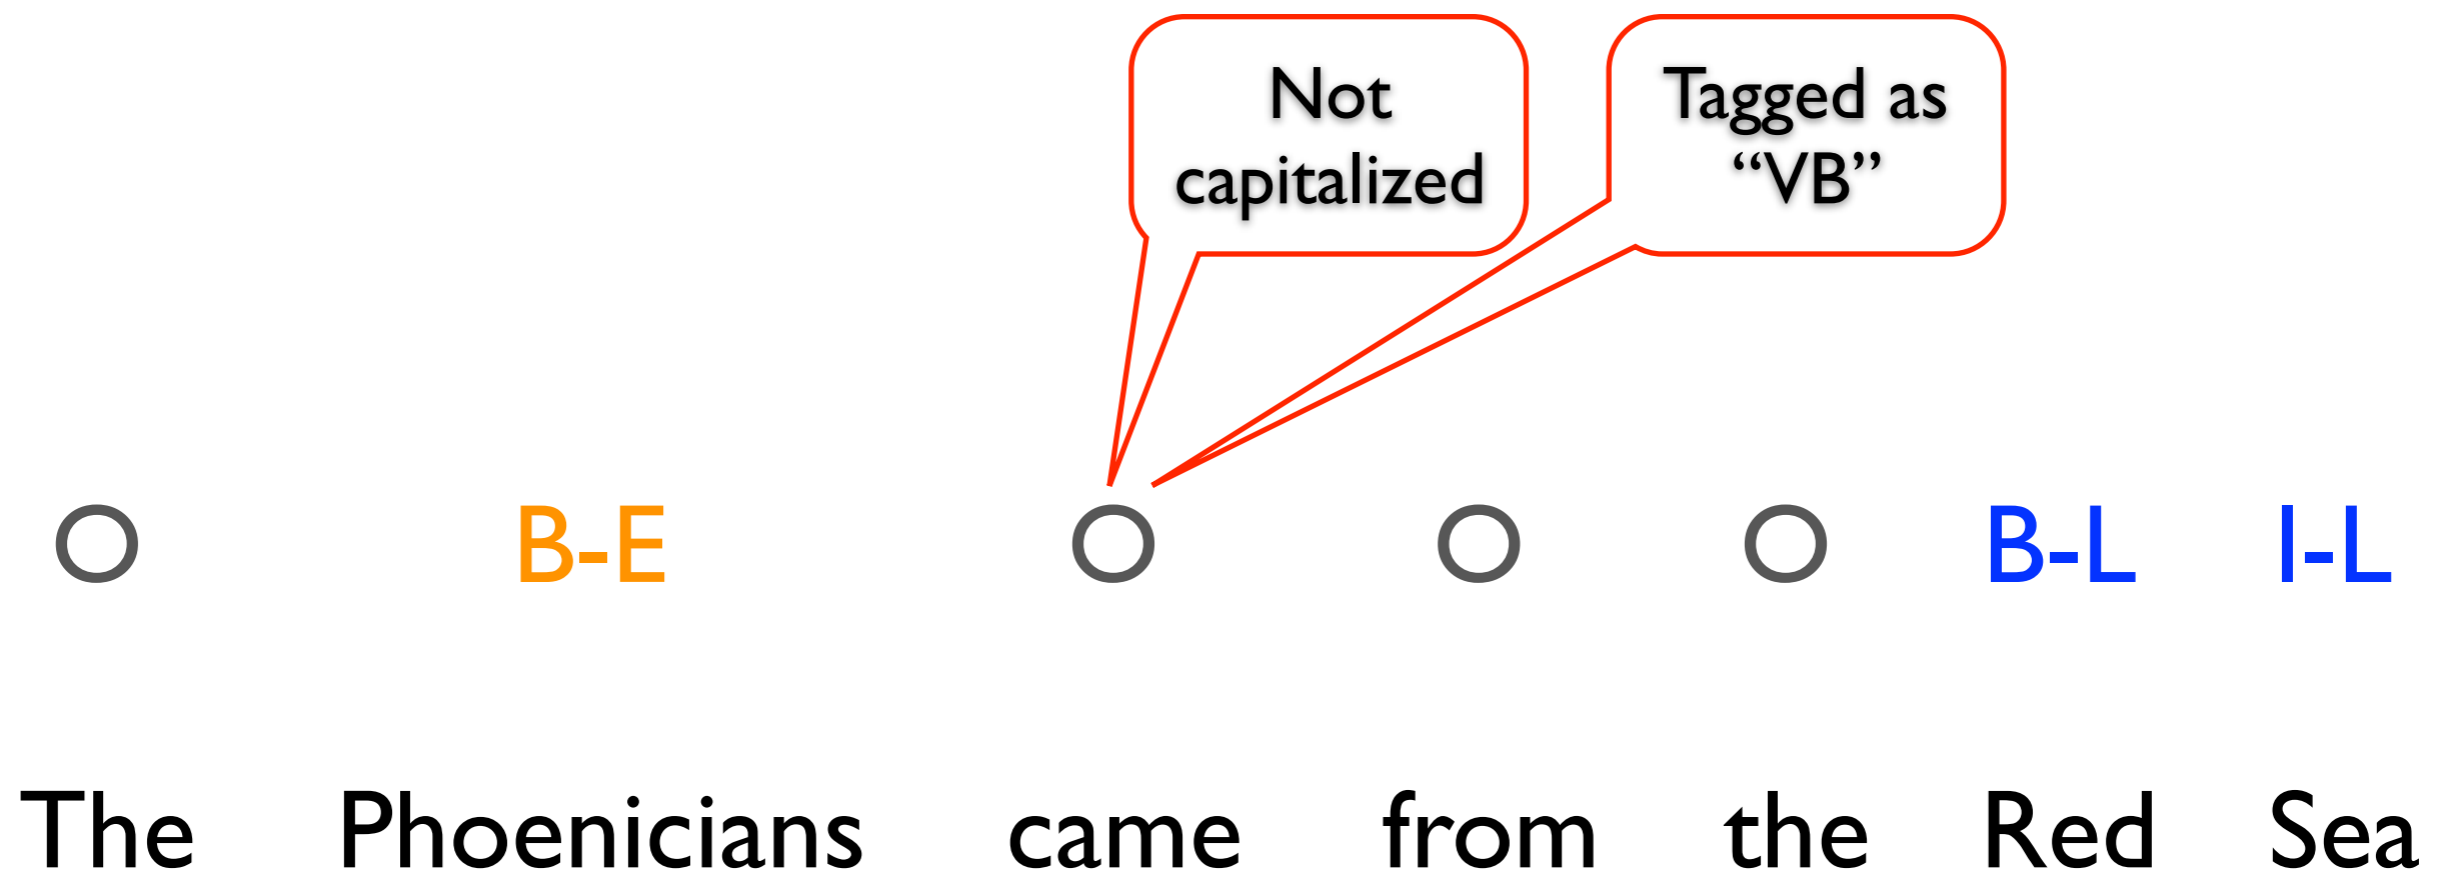 Not
capitalized
Tagged as
“VB”
O B-E O O O B-L I-L
The Phoenicians came from the Red Sea